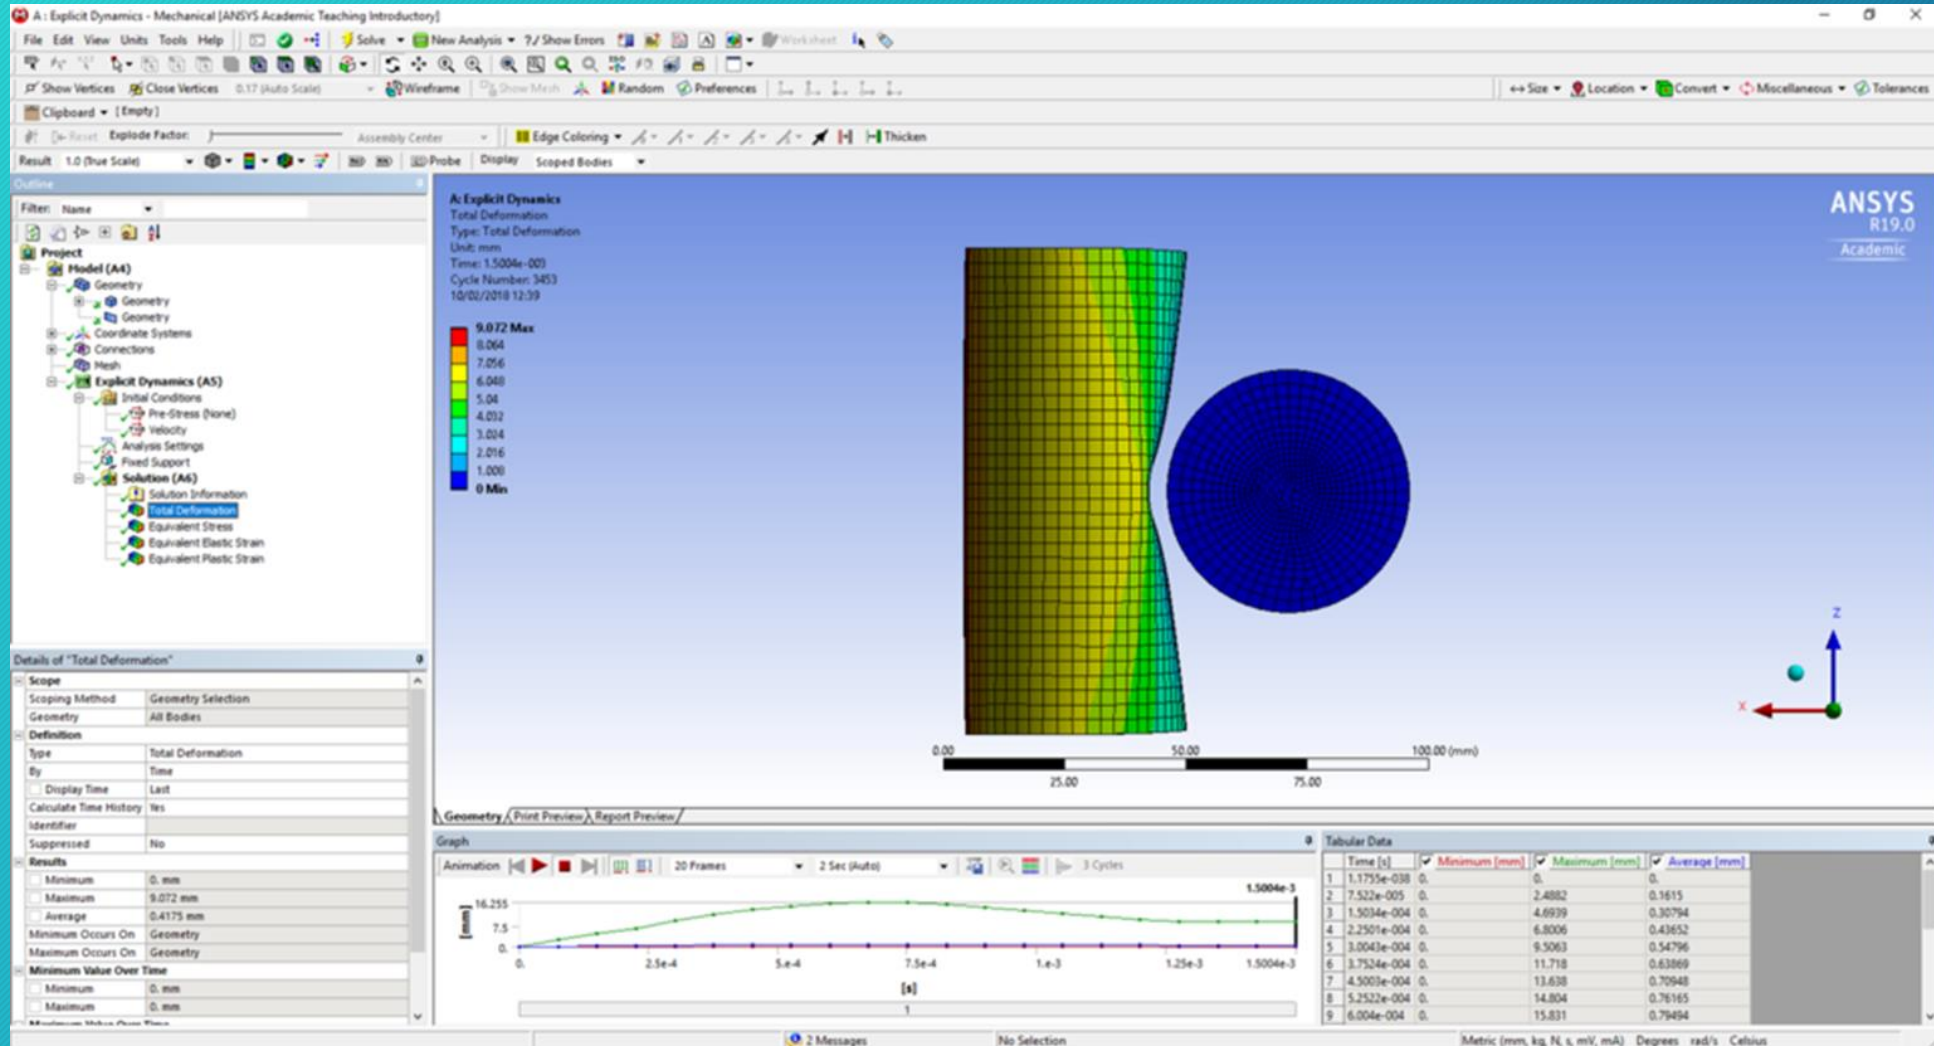 A : Explicit Dynamics - Mechanical [ANSYS Academic Teaching Introductory]
File Edit View Units Tools Help Solve New Analysis ?/ Show Errors Worksheet
Show Vertices Close Vertices 0.17 (Auto Scale) Wireframe Show Mesh Random Preferences Size Location Convert Miscellaneous Tolerances
Clipboard [Empty]
Reset Explode Factor: Assembly Center Edge Coloring Thicken
Result 1.0 (True Scale) Probe Display Scoped Bodies
Outline
Filter: Name
Project
Model (A4)
Geometry
Geometry
Geometry
Coordinate Systems
Connections
Mesh
Explicit Dynamics (A5)
Initial Conditions
Pre-Stress (None)
Velocity
Analysis Settings
Fixed Support
Solution (A6)
Solution Information
Total Deformation
Equivalent Stress
Equivalent Elastic Strain
Equivalent Plastic Strain
Details of "Total Deformation"
Scope
Scoping Method Geometry Selection
Geometry All Bodies
Definition
Type Total Deformation
By Time
Display Time Last
Calculate Time History Yes
Identifier
Suppressed No
Results
Minimum 0. mm
Maximum 9.072 mm
Average 0.4175 mm
Minimum Occurs On Geometry
Maximum Occurs On Geometry
Minimum Value Over Time
Minimum 0. mm
Maximum 0. mm
Maximum Value Over Time
A: Explicit Dynamics
Total Deformation
Type: Total Deformation
Unit: mm
Time: 1.5004e-003
Cycle Number: 3453
10/02/2018 12:39
9.072 Max
8.064
7.056
6.048
5.04
4.032
3.024
2.016
1.008
0 Min
ANSYS
R19.0
Academic
Z
X
0.00 50.00 100.00 (mm)
25.00 75.00
Geometry Print Preview Report Preview
Graph
Animation 20 Frames 2 Sec (Auto) 3 Cycles
1.5004e-3
16.255
7.5
0.
[mm]
0. 2.5e-4 5.e-4 7.5e-4 1.e-3 1.25e-3 1.5004e-3
[s]
1
Tabular Data
Time [s] Minimum [mm] Maximum [mm] Average [mm]
1 1.1755e-038 0. 0. 0.
2 7.522e-005 0. 2.4882 0.1615
3 1.5034e-004 0. 4.6939 0.30794
4 2.2501e-004 0. 6.8006 0.43652
5 3.0043e-004 0. 9.5063 0.54796
6 3.7524e-004 0. 11.718 0.63869
7 4.5003e-004 0. 13.638 0.70948
8 5.2522e-004 0. 14.804 0.76165
9 6.004e-004 0. 15.831 0.79494
2 Messages No Selection Metric (mm, kg, N, s, mV, mA) Degrees rad/s Celsius